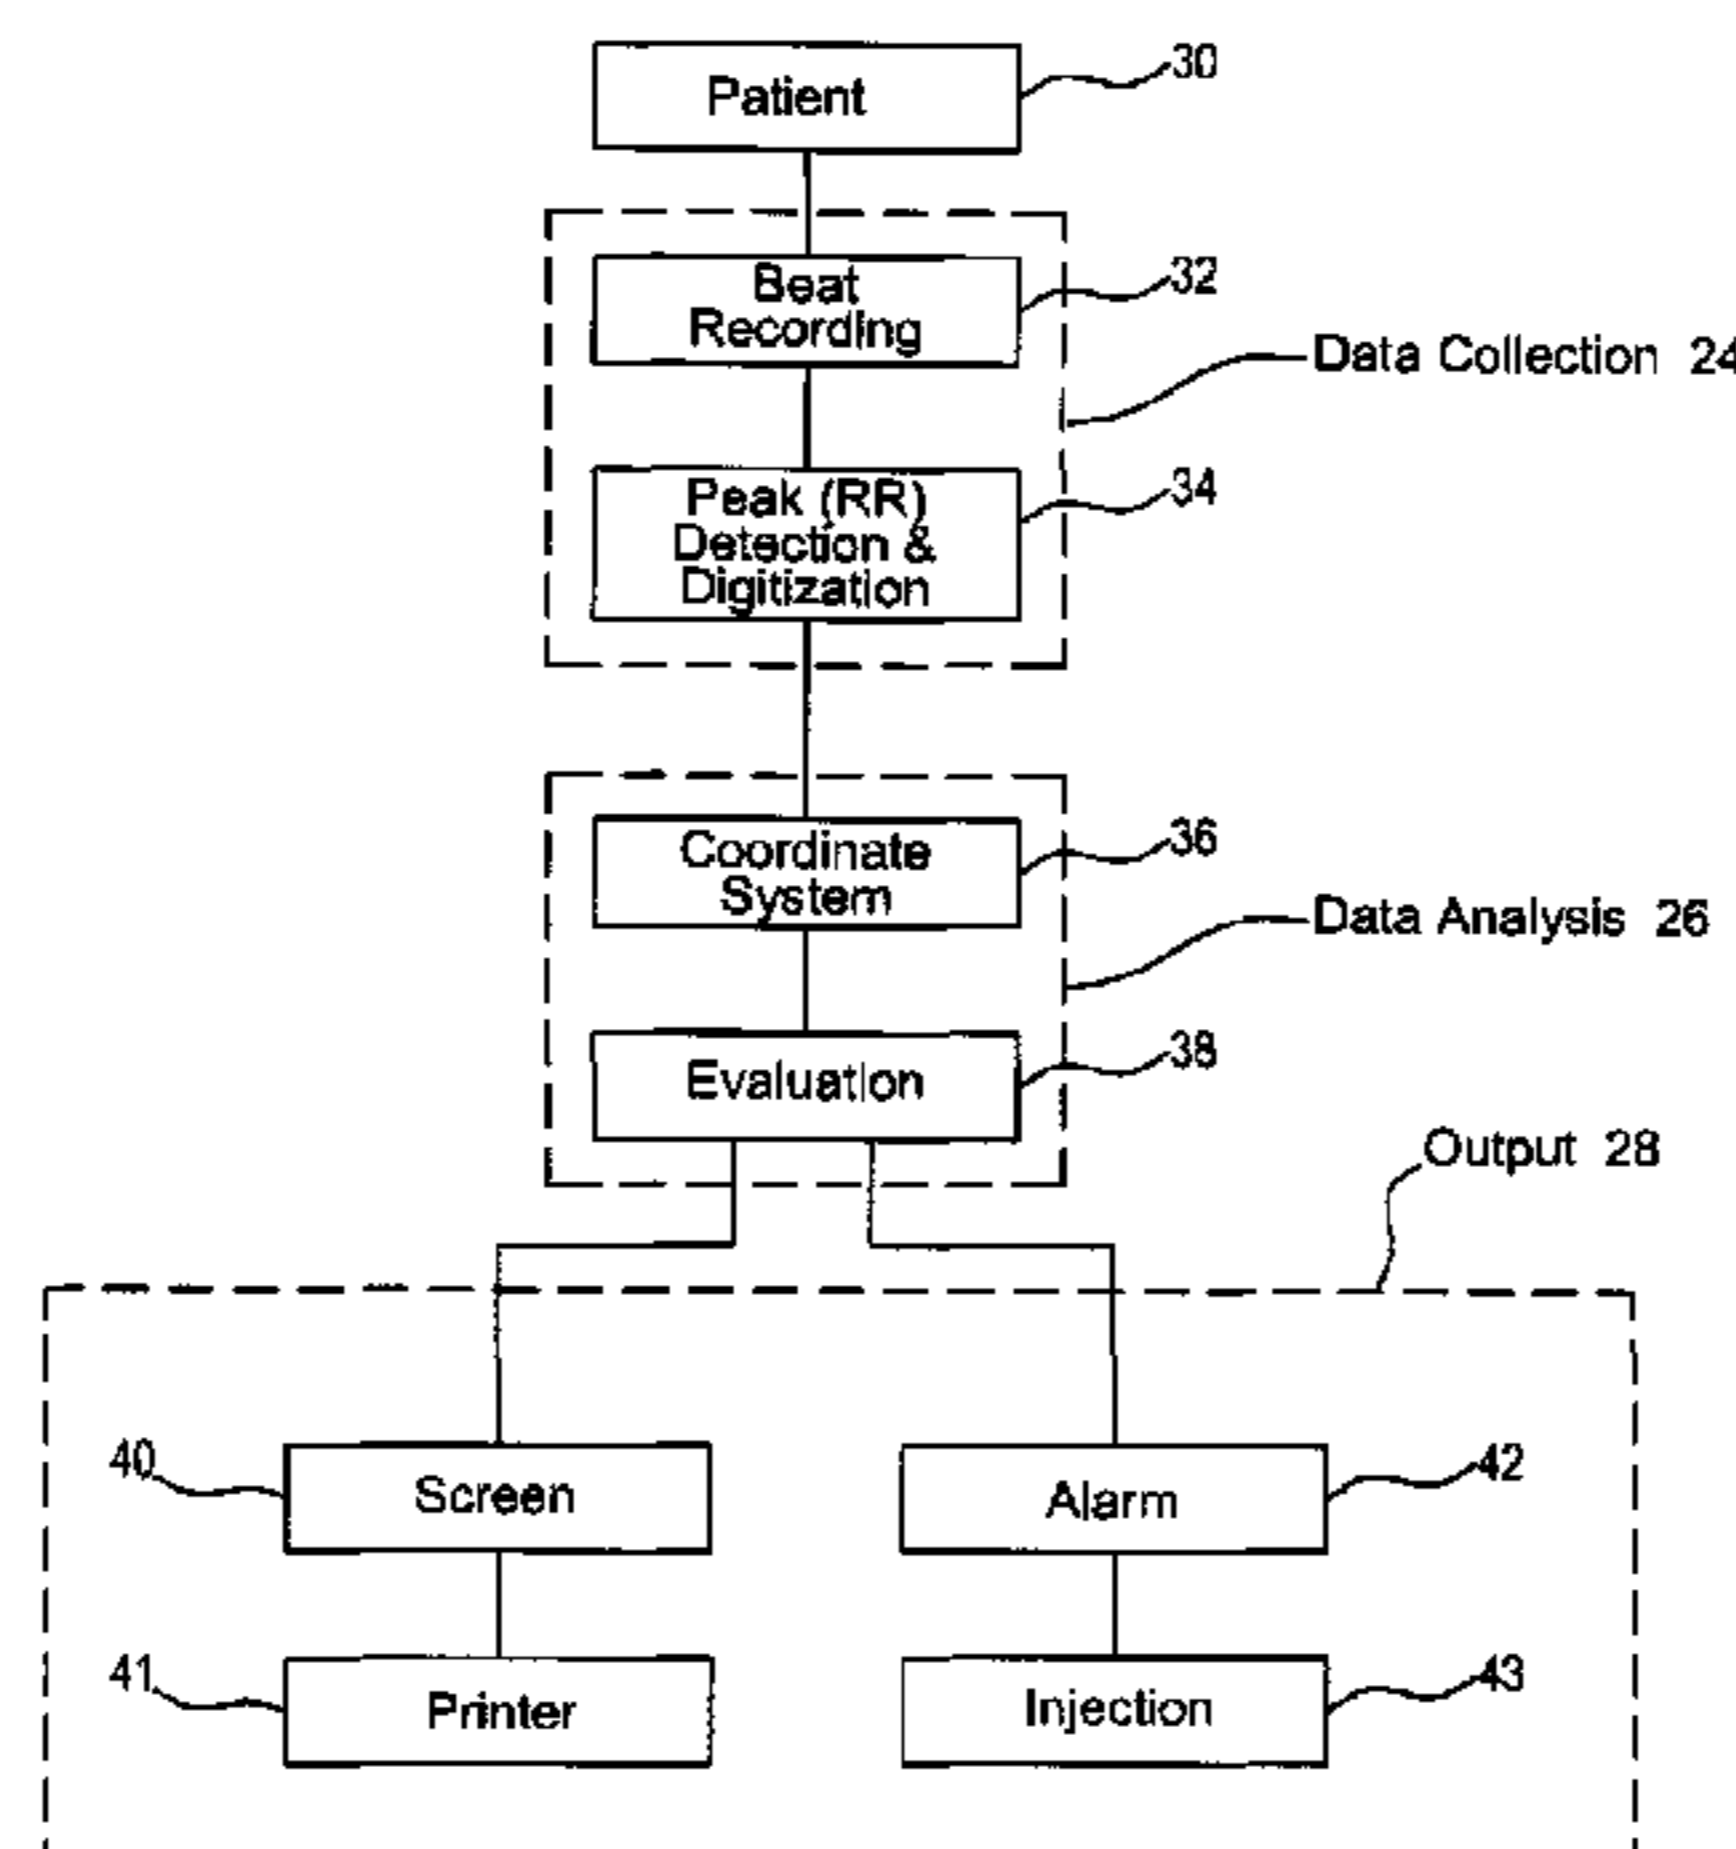 Patient
30
Beat
Recording
32
Data Collection 24
Peak (RR)
Detection &
Digitization
34
Coordinate
System
36
Data Analysis 26
Evaluation
38
Output 28
40
Screen
Alarm
42
41
Printer
Injection
43